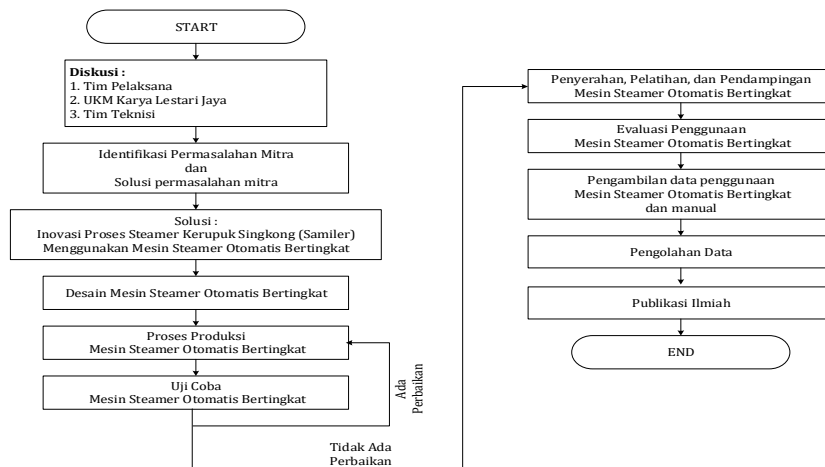 START
Diskusi :
1. Tim Pelaksana
2. UKM Karya Lestari Jaya
3. Tim Teknisi
Identifikasi Permasalahan Mitra
dan
Solusi permasalahan mitra
Solusi :
Inovasi Proses Steamer Kerupuk Singkong (Samiler)
Menggunakan Mesin Steamer Otomatis Bertingkat
Desain Mesin Steamer Otomatis Bertingkat
Proses Produksi
Mesin Steamer Otomatis Bertingkat
Uji Coba
Mesin Steamer Otomatis Bertingkat
Ada
Perbaikan
Tidak Ada
Perbaikan
Penyerahan, Pelatihan, dan Pendampingan
Mesin Steamer Otomatis Bertingkat
Evaluasi Penggunaan
Mesin Steamer Otomatis Bertingkat
Pengambilan data penggunaan
Mesin Steamer Otomatis Bertingkat
dan manual
Pengolahan Data
Publikasi Ilmiah
END